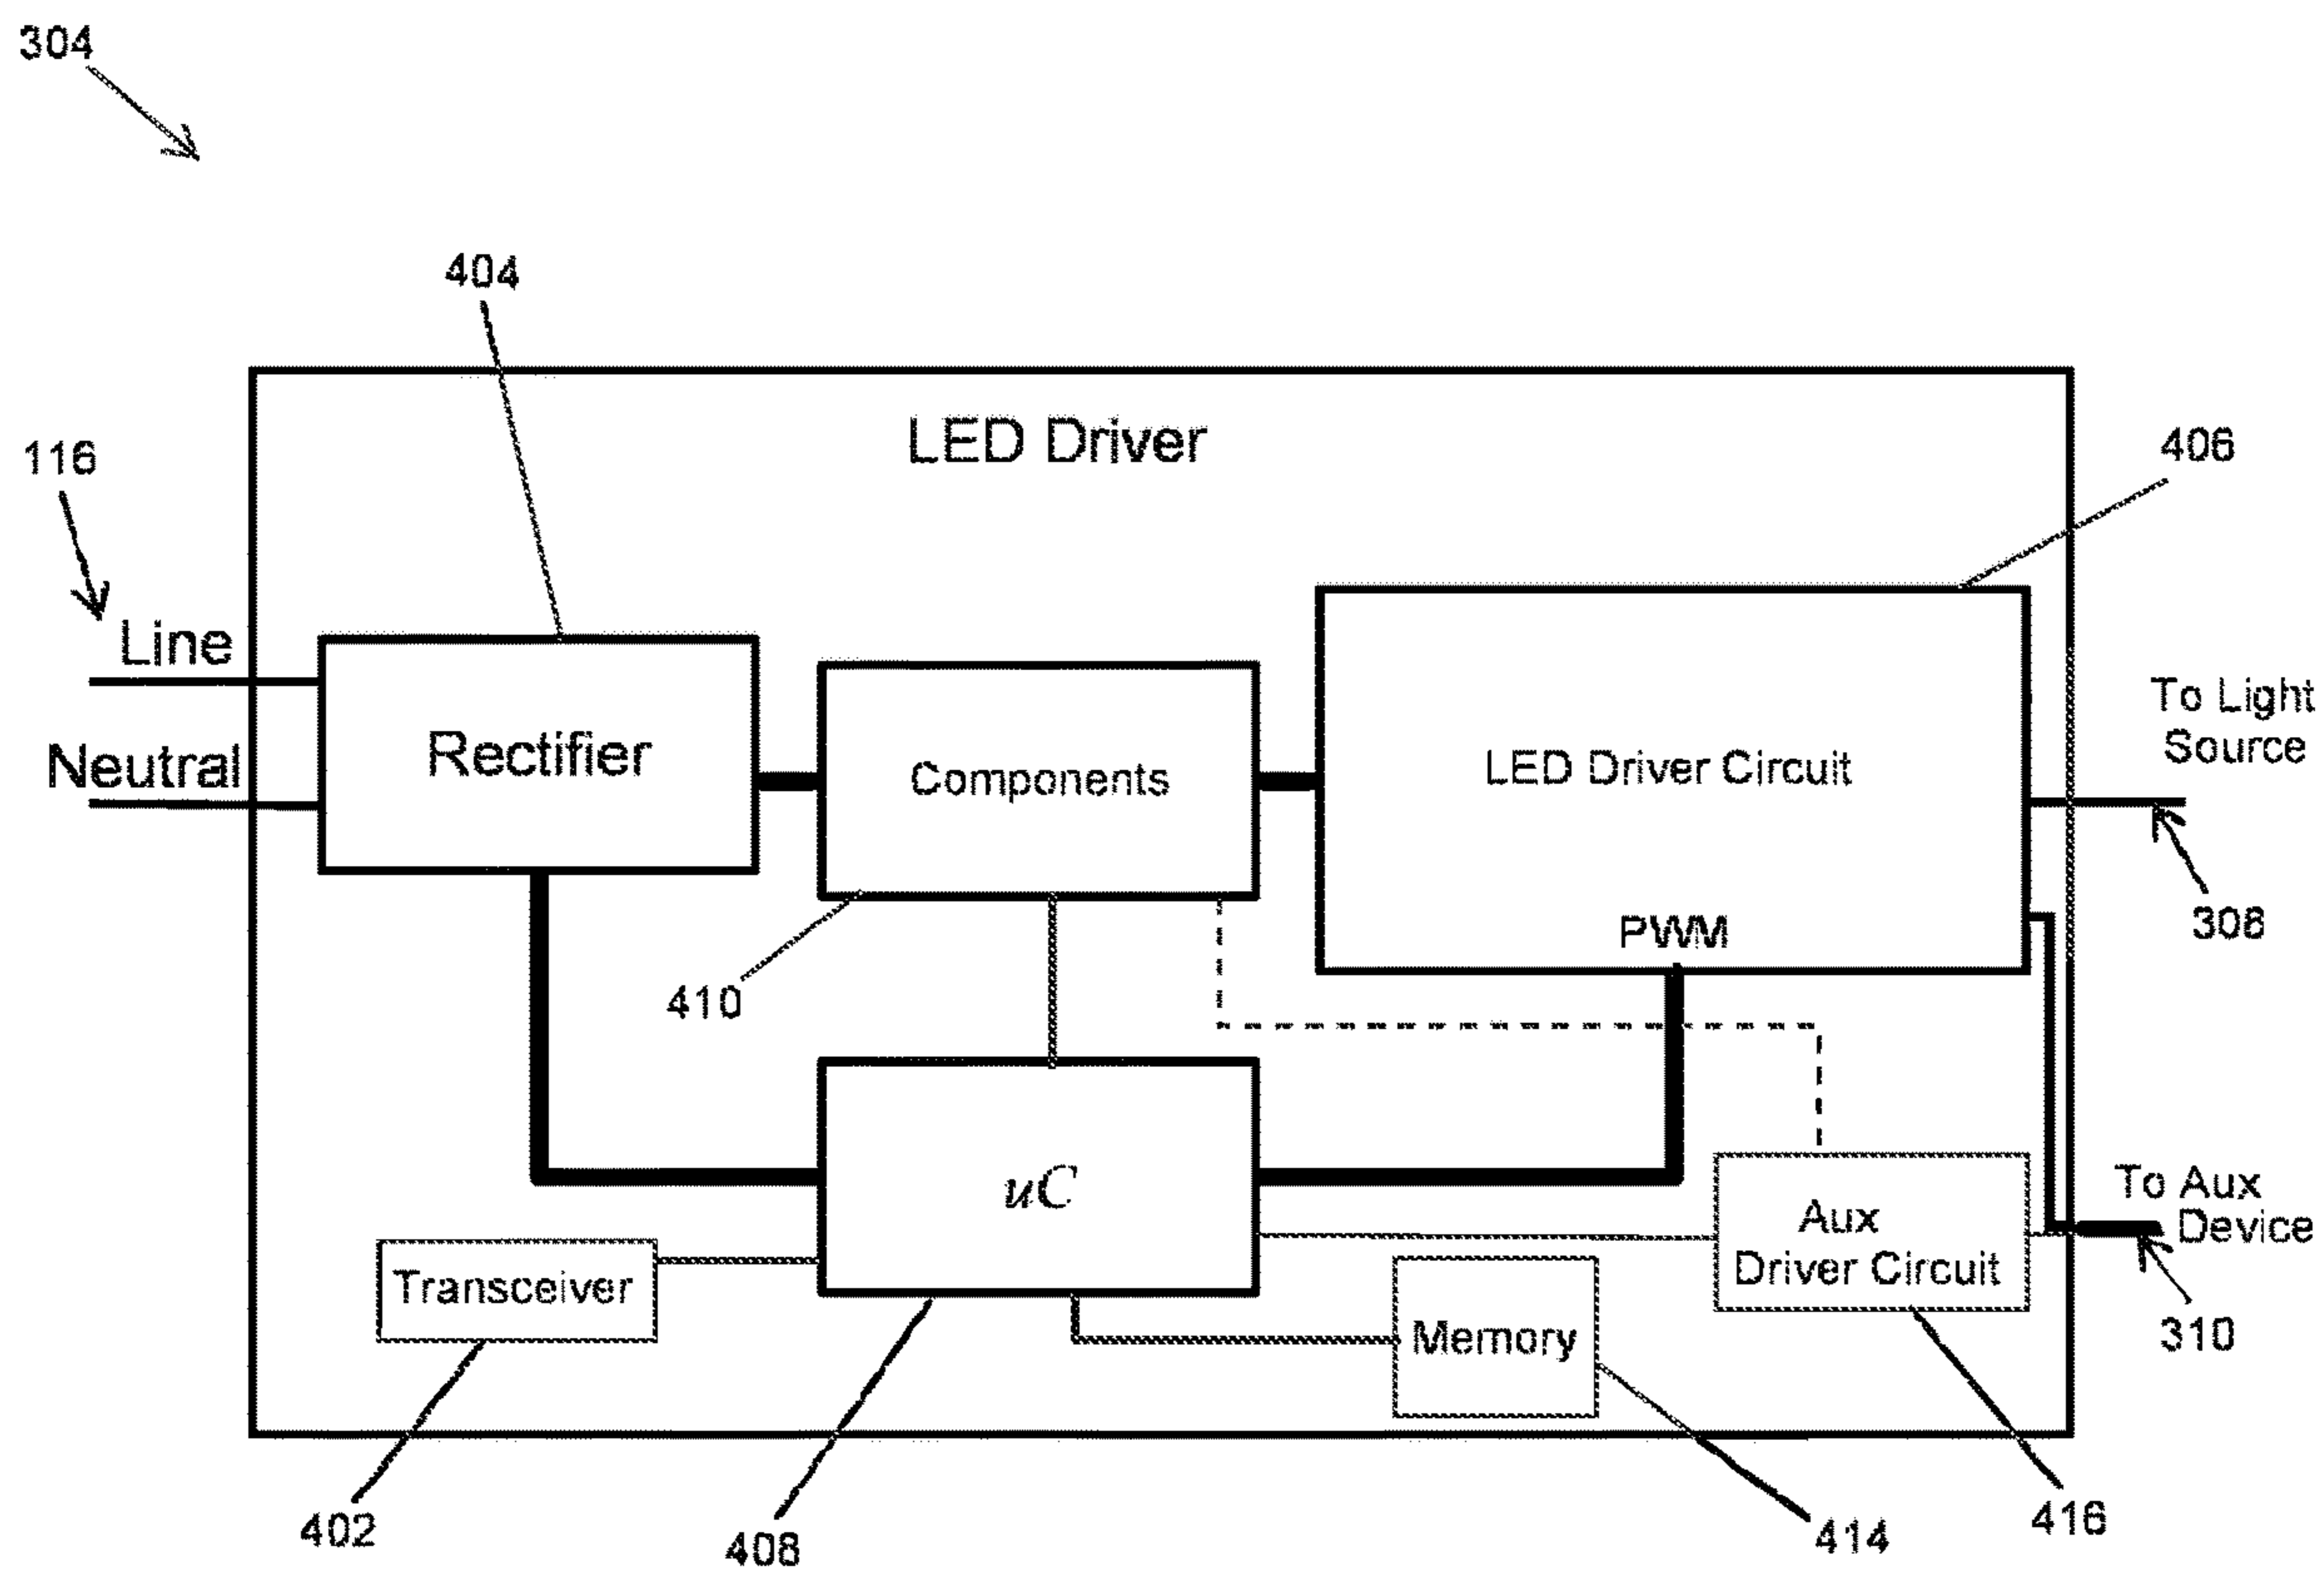 304
404
LED Driver
116
406
Line
Neutral
Rectifier
Components
LED Driver Circuit
To Light
Source
PWM
308
410
uC
To Aux
Device
Aux
Driver Circuit
Transceiver
Memory
310
402
408
414
416